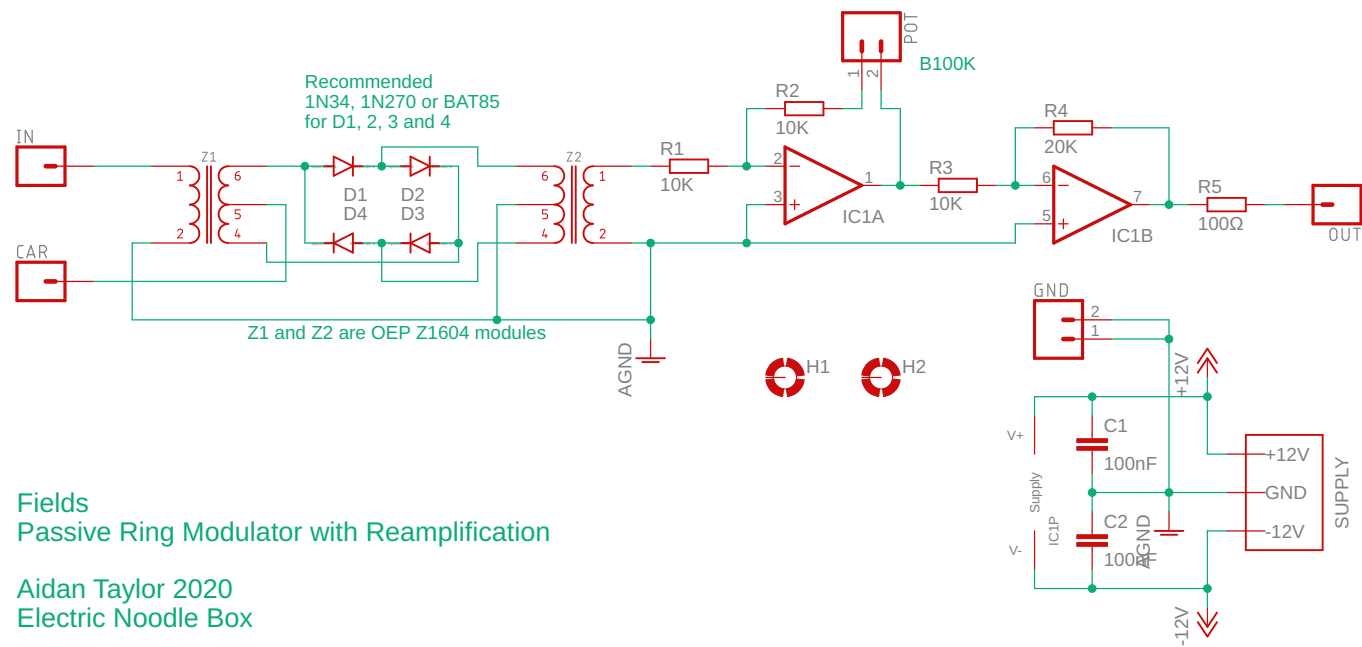 POT
1
2
B100K
Recommended
1N34, 1N270 or BAT85
for D1, 2, 3 and 4
IN
Z1
1
2
6
5
4
D1
D4
D2
D3
Z2
6
5
4
1
2
R1
10K
R2
10K
2
3
1
IC1A
R3
10K
R4
20K
6
5
7
IC1B
R5
100Ω
OUT
CAR
Z1 and Z2 are OEP Z1604 modules
AGND
H1
H2
GND
2
1
+12V
V+
V-
Supply
IC1P
C1
100nF
C2
100nF
AGND
+12V
GND
-12V
SUPPLY
-12V
Fields
Passive Ring Modulator with Reamplification
Aidan Taylor 2020
Electric Noodle Box